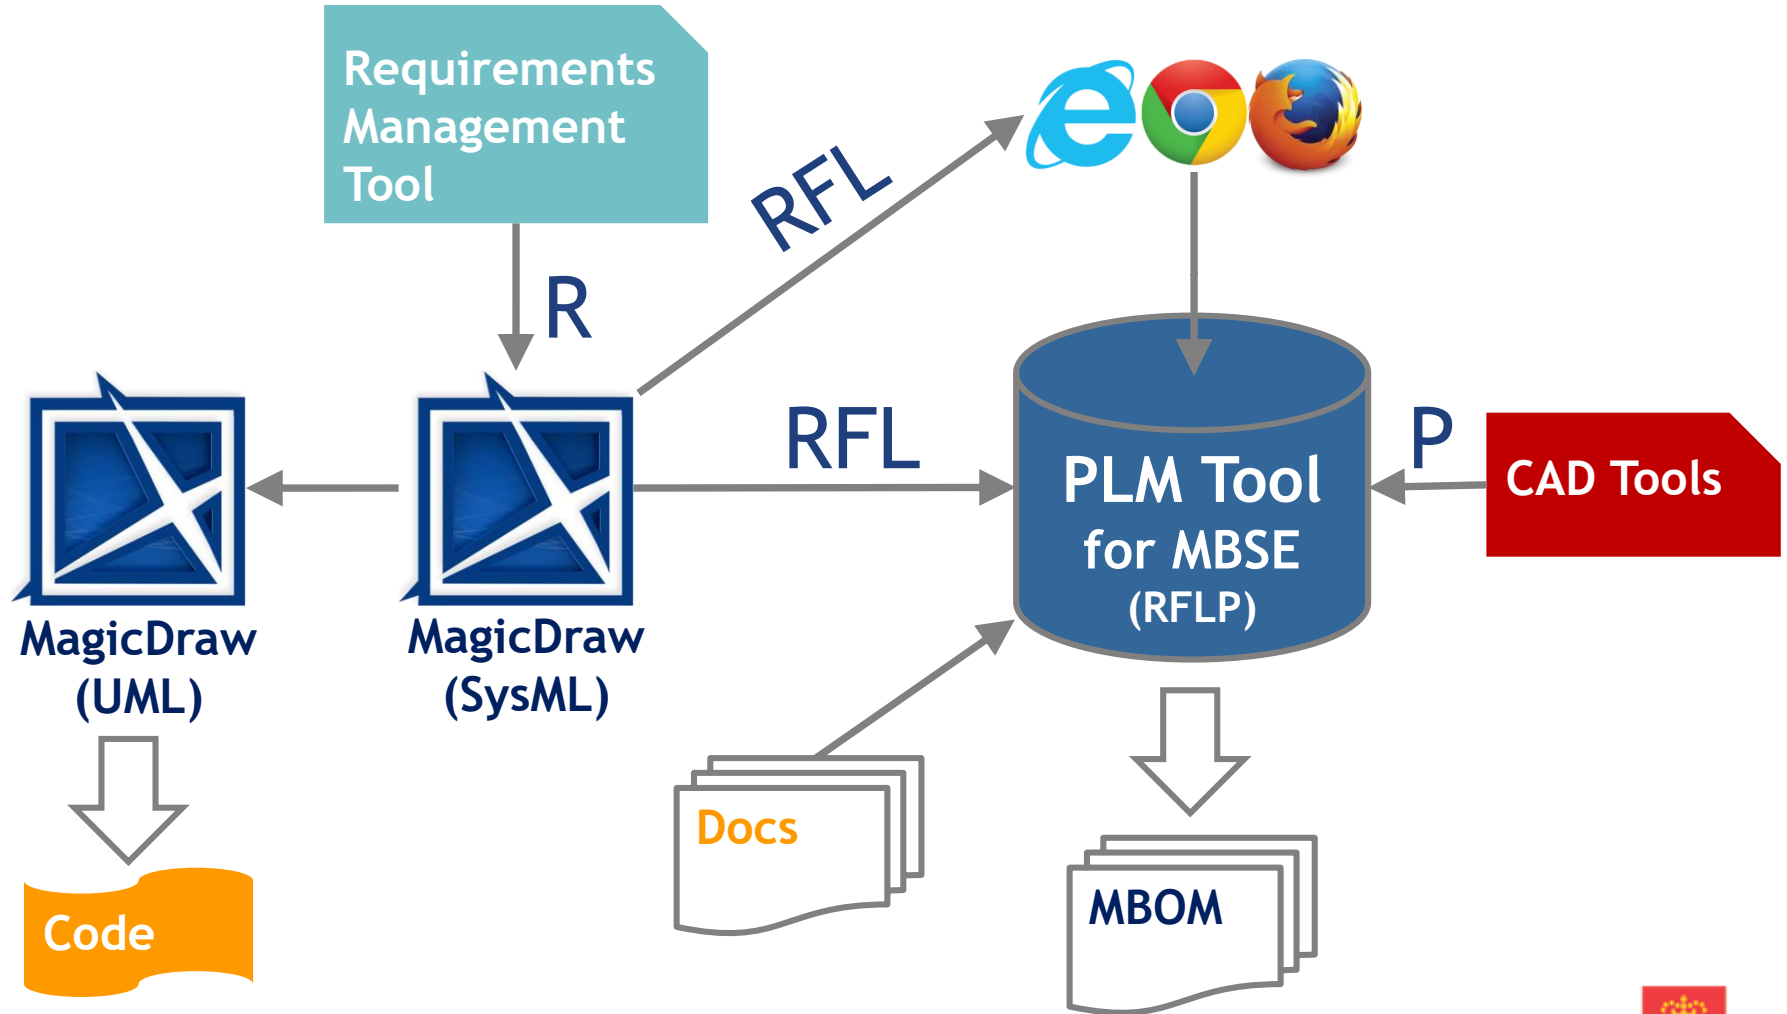 Requirements
Management
Tool
RFL
R
RFL
P
PLM Tool
for MBSE
(RFLP)
CAD Tools
MagicDraw
(UML)
MagicDraw
(SysML)
Docs
MBOM
Code